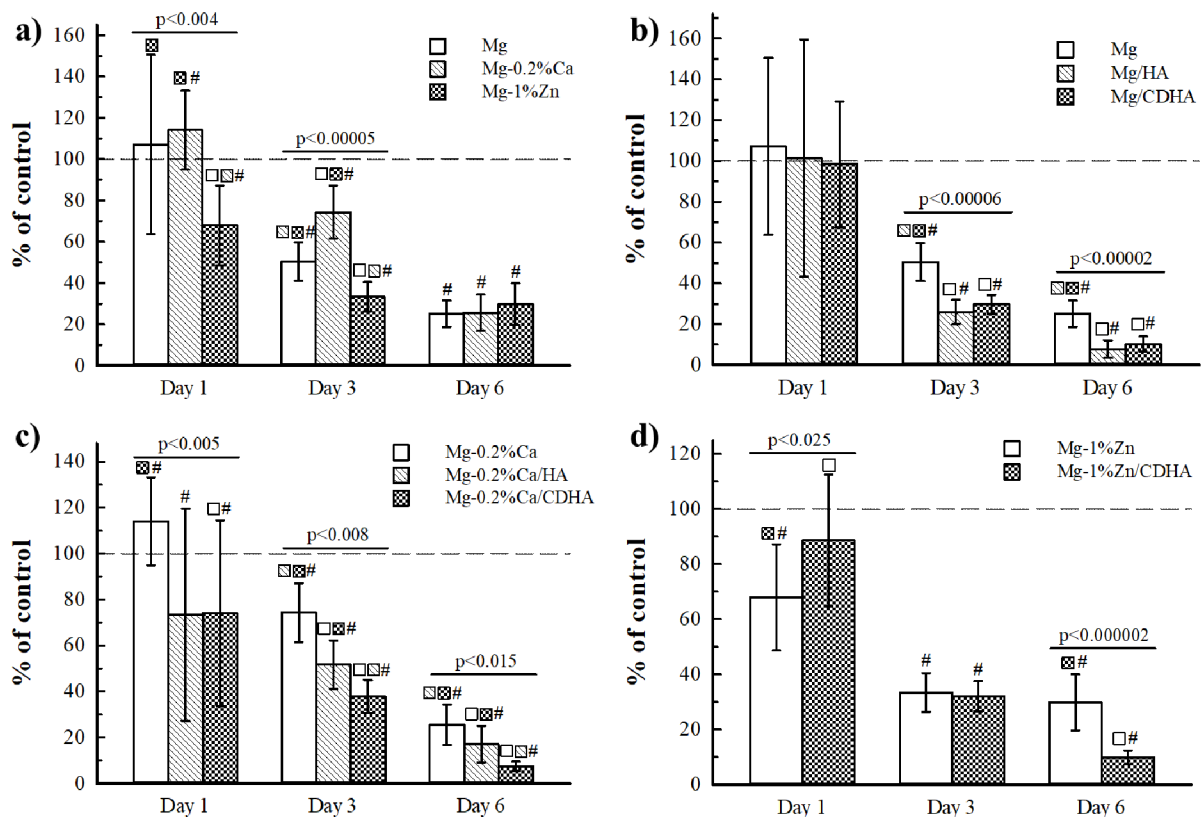 a)
% of control
160
140
120
100
80
60
40
20
0
p<0.004
Mg
Mg-0.2%Ca
Mg-1%Zn
#
#
p<0.00005
#
#
#
#
#
#
Day 1
Day 3
Day 6
b)
% of control
160
140
120
100
80
60
40
20
0
Mg
Mg/HA
Mg/CDHA
p<0.00006
#
#
#
p<0.00002
#
#
#
Day 1
Day 3
Day 6
c)
% of control
140
120
100
80
60
40
20
0
p<0.005
Mg-0.2%Ca
Mg-0.2%Ca/HA
Mg-0.2%Ca/CDHA
#
#
#
p<0.008
#
#
#
p<0.015
#
#
#
Day 1
Day 3
Day 6
d)
% of control
120
100
80
60
40
20
0
p<0.025
Mg-1%Zn
Mg-1%Zn/CDHA
#
#
#
p<0.000002
#
#
Day 1
Day 3
Day 6